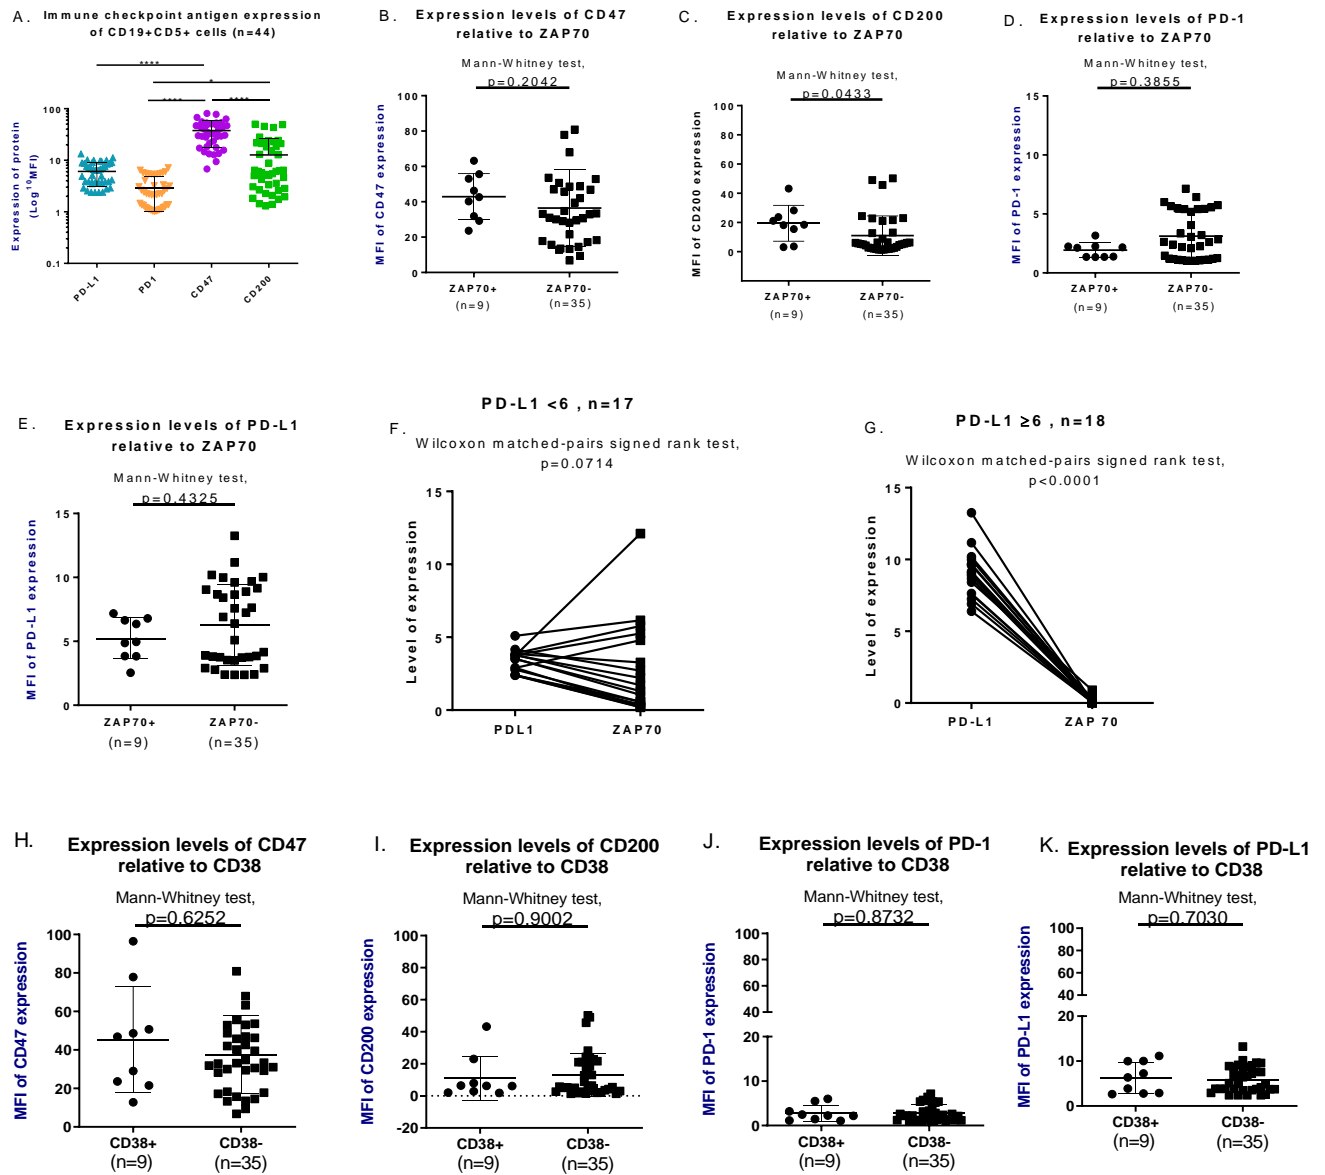 A. Immune checkpoint antigen expression
of CD19+CD5+ cells (n=44)
****
*
**** ****
Expression of protein
(Log10MFI)
100
10
1
0.1
PD-L1 PD1 CD47 CD200
B. Expression levels of CD47
relative to ZAP70
Mann-Whitney test,
p=0.2042
MFI of CD47 expression
100
80
60
40
20
0
ZAP70+ ZAP70-
(n=9) (n=35)
C. Expression levels of CD200
relative to ZAP70
Mann-Whitney test,
p=0.0433
MFI of CD200 expression
100
80
60
40
20
0
ZAP70+ ZAP70-
(n=9) (n=35)
D. Expression levels of PD-1
relative to ZAP70
Mann-Whitney test,
p=0.3855
MFI of PD-1 expression
15
10
5
0
ZAP70+ ZAP70-
(n=9) (n=35)
E. Expression levels of PD-L1
relative to ZAP70
Mann-Whitney test,
p=0.4325
MFI of PD-L1 expression
15
10
5
0
ZAP70+ ZAP70-
(n=9) (n=35)
PD-L1 <6 , n=17
F. Wilcoxon matched-pairs signed rank test,
p=0.0714
Level of expression
15
10
5
0
PDL1 ZAP70
PD-L1 ≥6 , n=18
G.
Wilcoxon matched-pairs signed rank test,
p<0.0001
Level of expression
15
10
5
0
PD-L1 ZAP 70
H. Expression levels of CD47
relative to CD38
Mann-Whitney test,
p=0.6252
MFI of CD47 expression
100
80
60
40
20
0
CD38+ CD38-
(n=9) (n=35)
I. Expression levels of CD200
relative to CD38
Mann-Whitney test,
p=0.9002
MFI of CD200 expression
100
80
60
40
20
0
-20
CD38+ CD38-
(n=9) (n=35)
J. Expression levels of PD-1
relative to CD38
Mann-Whitney test,
p=0.8732
MFI of PD-1 expression
100
80
60
40
20
10
0
CD38+ CD38-
(n=9) (n=35)
K. Expression levels of PD-L1
relative to CD38
Mann-Whitney test,
p=0.7030
MFI of PD-L1 expression
100
80
60
40
20
10
0
CD38+ CD38-
(n=9) (n=35)